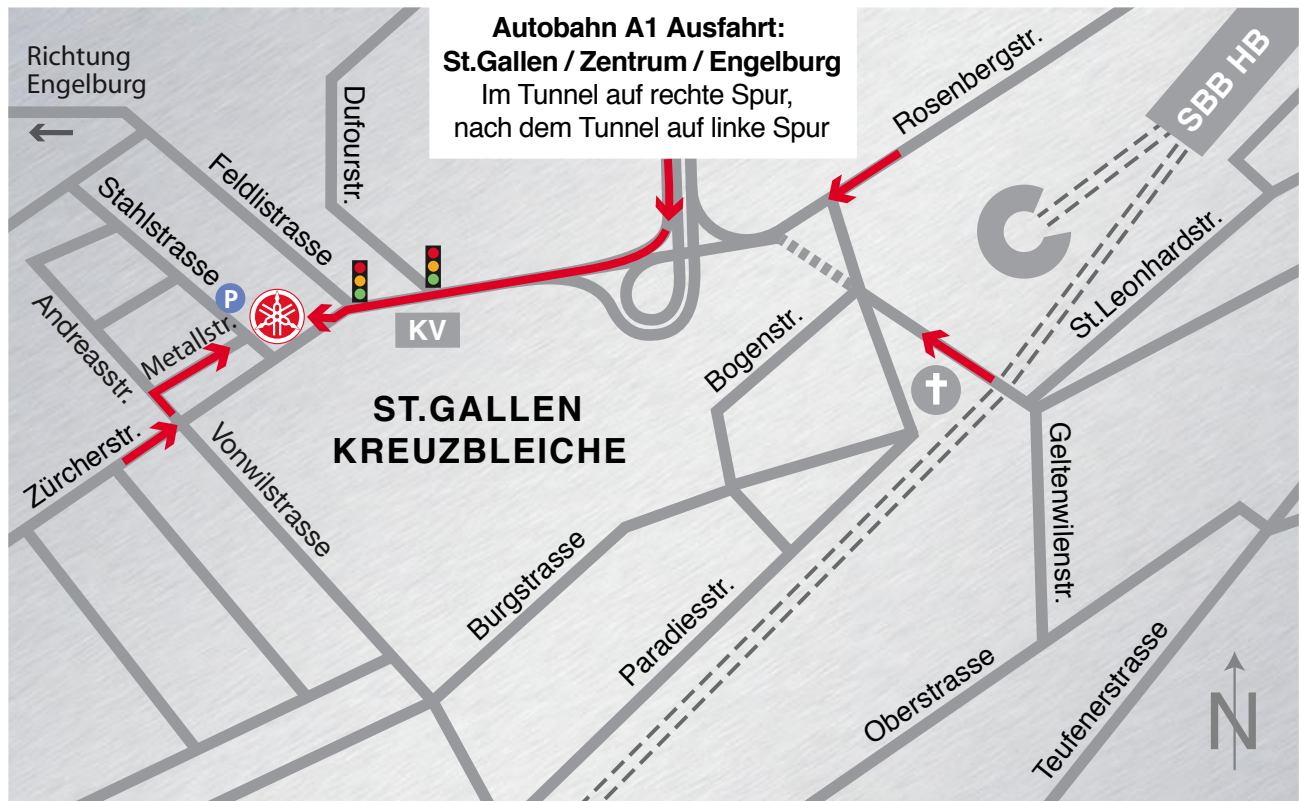 Autobahn A1 Ausfahrt:
St.Gallen / Zentrum / Engelburg
Im Tunnel auf rechte Spur,
nach dem Tunnel auf linke Spur
Richtung
Engelburg
Dufourstr.
Rosenbergstr.
SBB HB
Feldlistrasse
Stahlstrasse
St.Leonhardstr.
P
Andreasstr.
Metallstr.
KV
Bogenstr.
ST.GALLEN
KREUZBLEICHE
Zürcherstr.
Vonwilstrasse
Geltenwilenstr.
Burgstrasse
Paradiesstr.
Oberstrasse
Teufenerstrasse
N